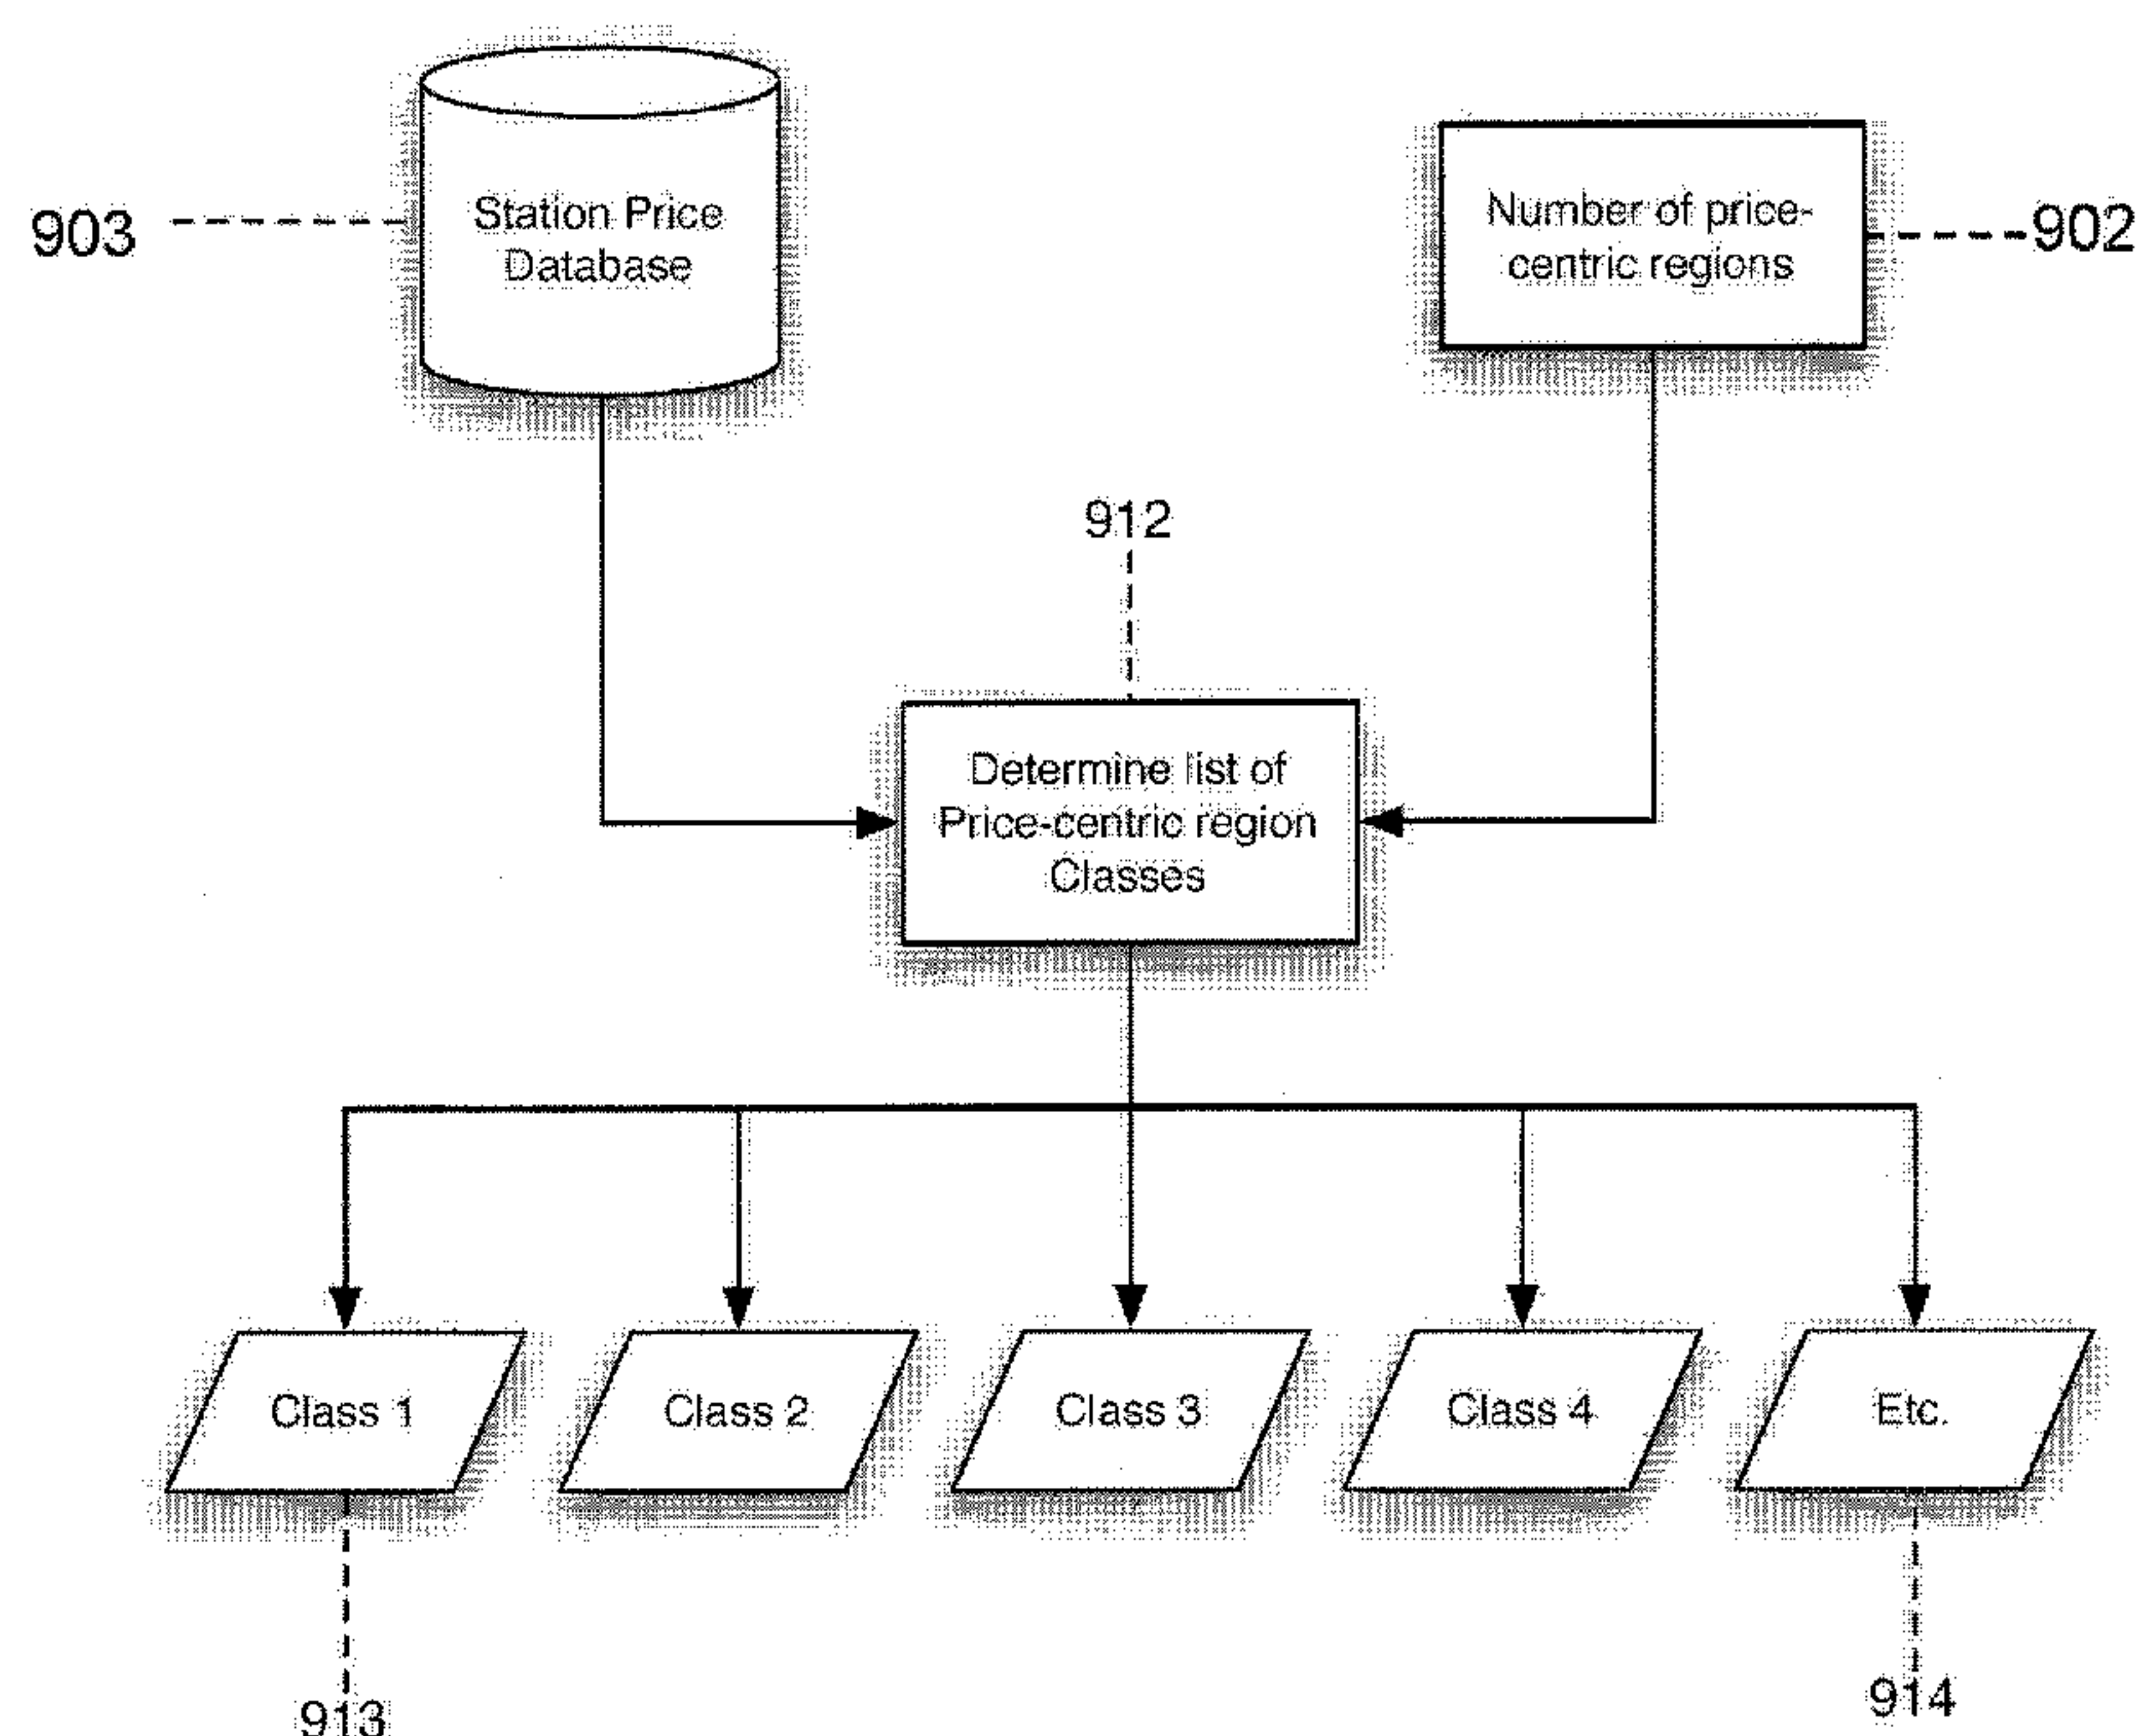 Station Price
Database
903
Number of price-
centric regions
902
912
Determine list of
Price-centric region
Classes
Class 1
Class 2
Class 3
Class 4
Etc.
913
914